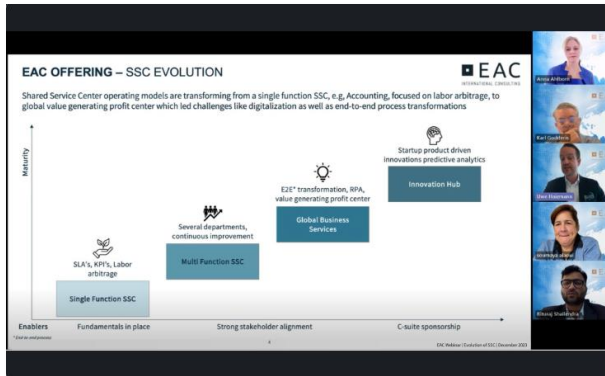 EAC OFFERING – SSC EVOLUTION
EAC
INTERNATIONAL CONSULTING
Shared Service Center operating models are transforming from a single function SSC, e.g, Accounting, focused on labor arbitrage, to
global value generating profit center which led challenges like digitalization as well as end-to-end process transformations
Maturity
Startup product driven
innovations predictive analytics
Innovation Hub
E2E* transformation, RPA,
value generating profit center
Global Business
Services
Several departments,
continuous improvement
Multi Function SSC
SLA's, KPI's, Labor
arbitrage
Single Function SSC
Enablers
Fundamentals in place
Strong stakeholder alignment
C-suite sponsorship
* End-to-end process
4
EAC Webinar | Evolution of SSC | December 2023